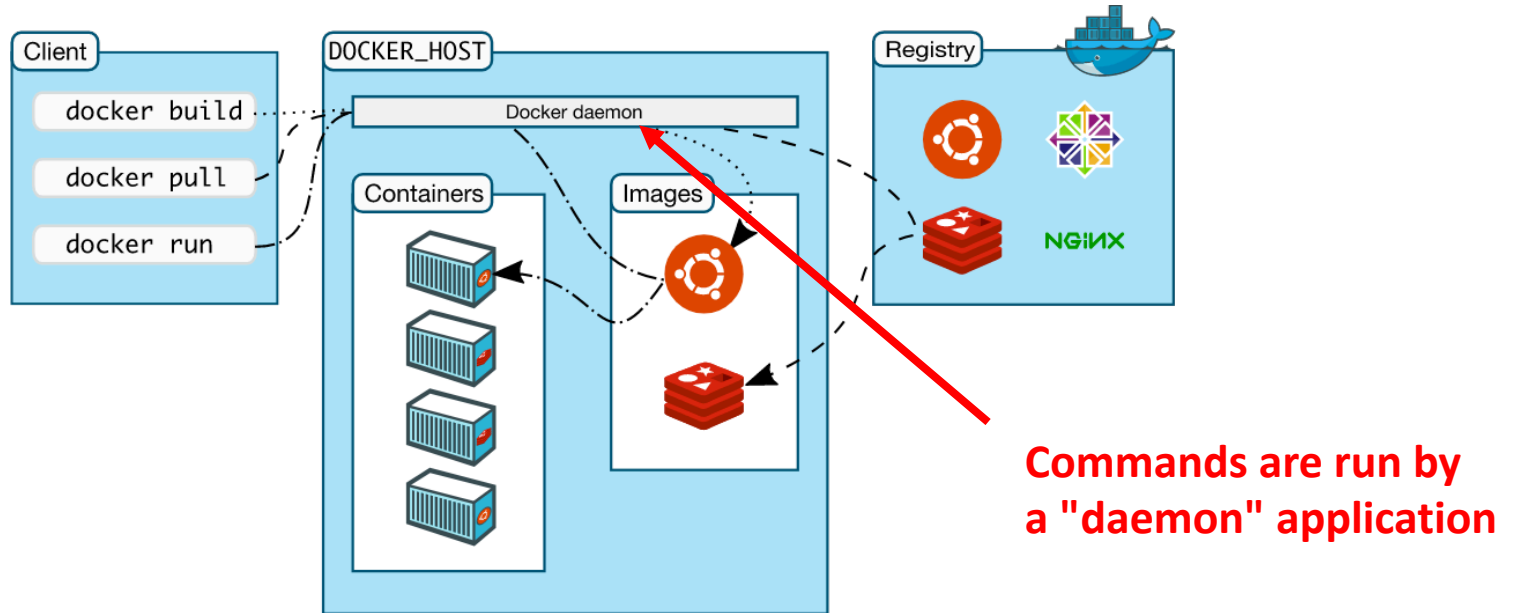 Client
docker build
docker pull
docker run
DOCKER_HOST
Docker daemon
Containers
Images
Registry
NGiNX
Commands are run by
a "daemon" application